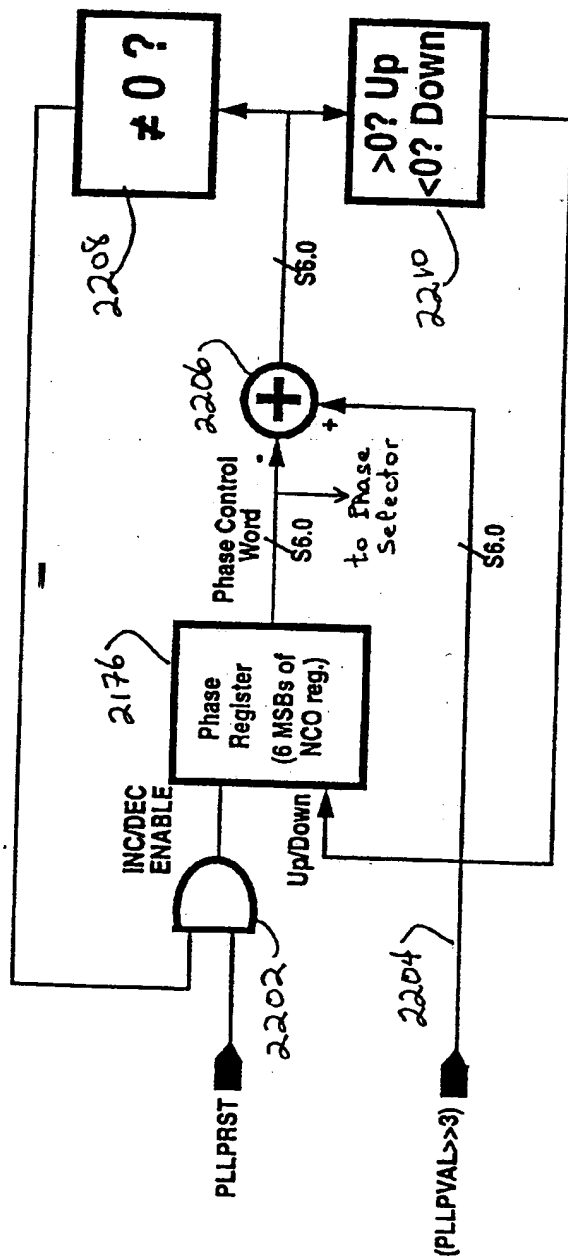 ≠ 0 ?
2208
>0? Up
<0? Down
2210
S6.0
2206
+
+
-
Phase Control
Word
S6.0
to Phase
Selector
2176
Phase
Register
(6 MSBs of
NCO reg.)
INC/DEC
ENABLE
Up/Down
S6.0
2202
2204
PLLPRST
(PLLPVAL>>3)